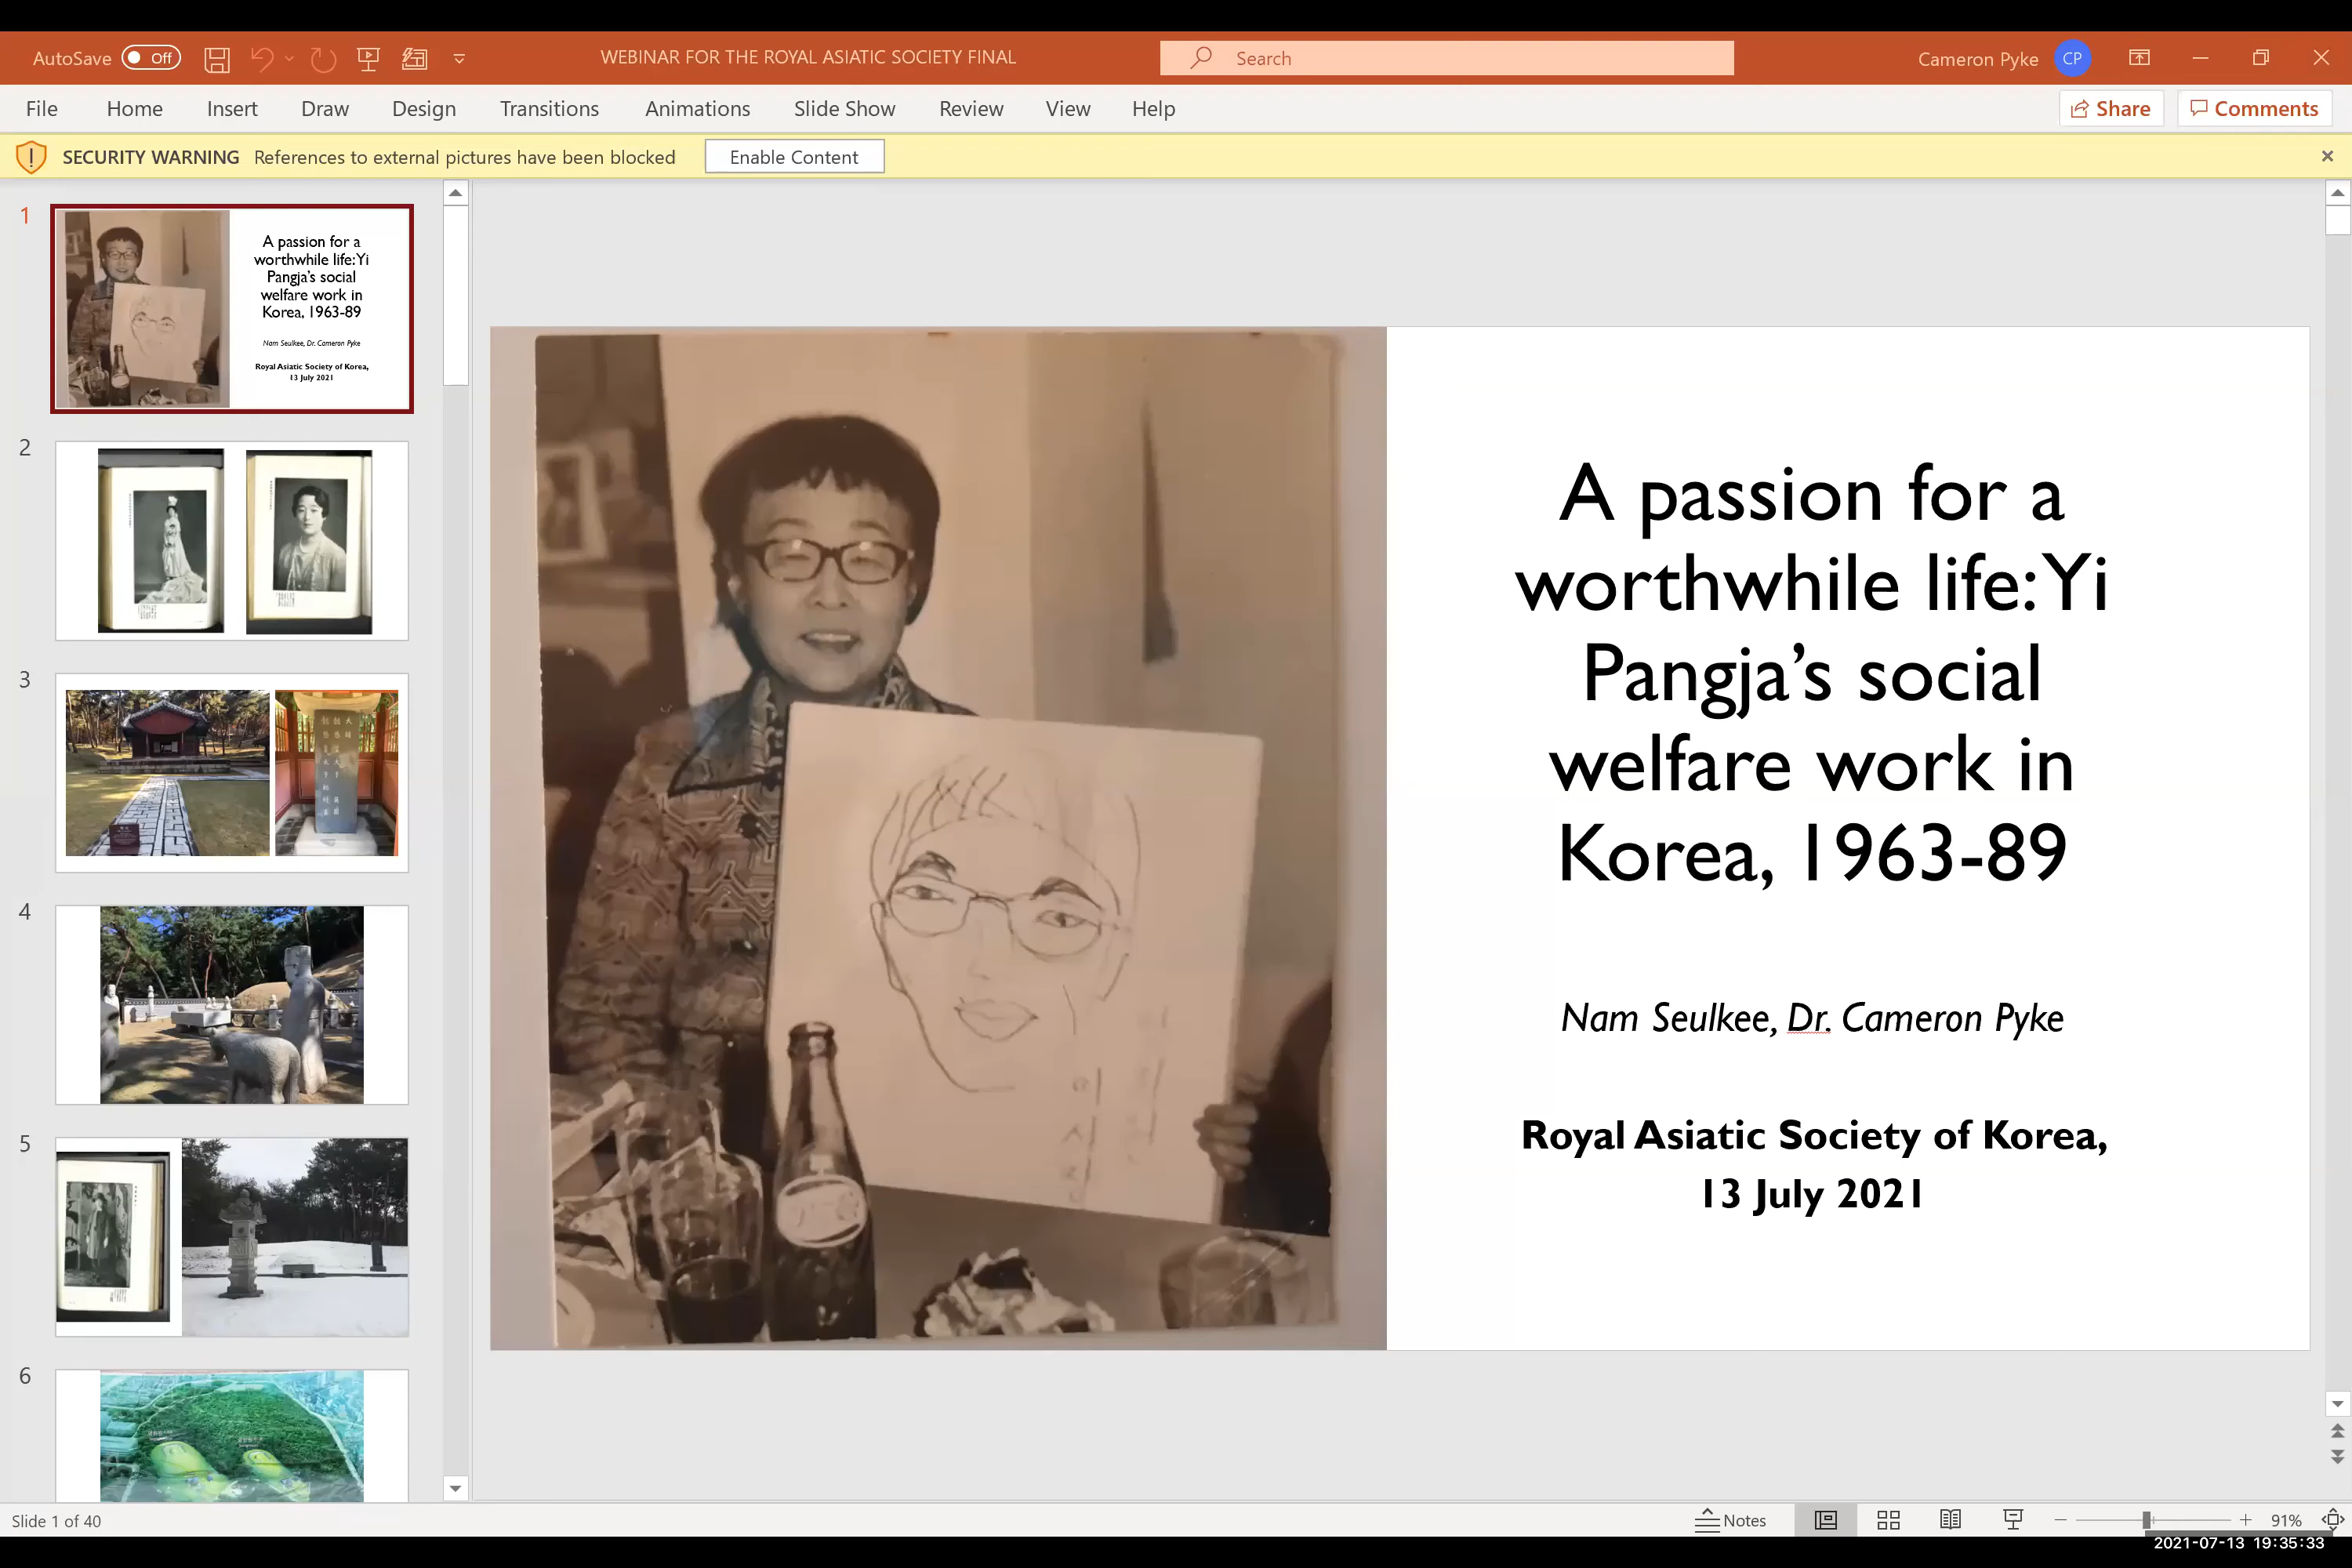 AutoSave Off
WEBINAR FOR THE ROYAL ASIATIC SOCIETY FINAL
Search
Cameron Pyke CP
File Home Insert Draw Design Transitions Animations Slide Show Review View Help Share Comments
SECURITY WARNING References to external pictures have been blocked Enable Content
1
A passion for a
worthwhile life: Yi
Pangja's social
welfare work in
Korea, 1963-89
Nam Seulkee, Dr. Cameron Pyke
Royal Asiatic Society of Korea,
13 July 2021
2
3
4
5
6
A passion for a
worthwhile life: Yi
Pangja’s social
welfare work in
Korea, 1963-89
Nam Seulkee, Dr. Cameron Pyke
Royal Asiatic Society of Korea,
13 July 2021
Slide 1 of 40
Notes
91%
2021-07-13 19:35:33